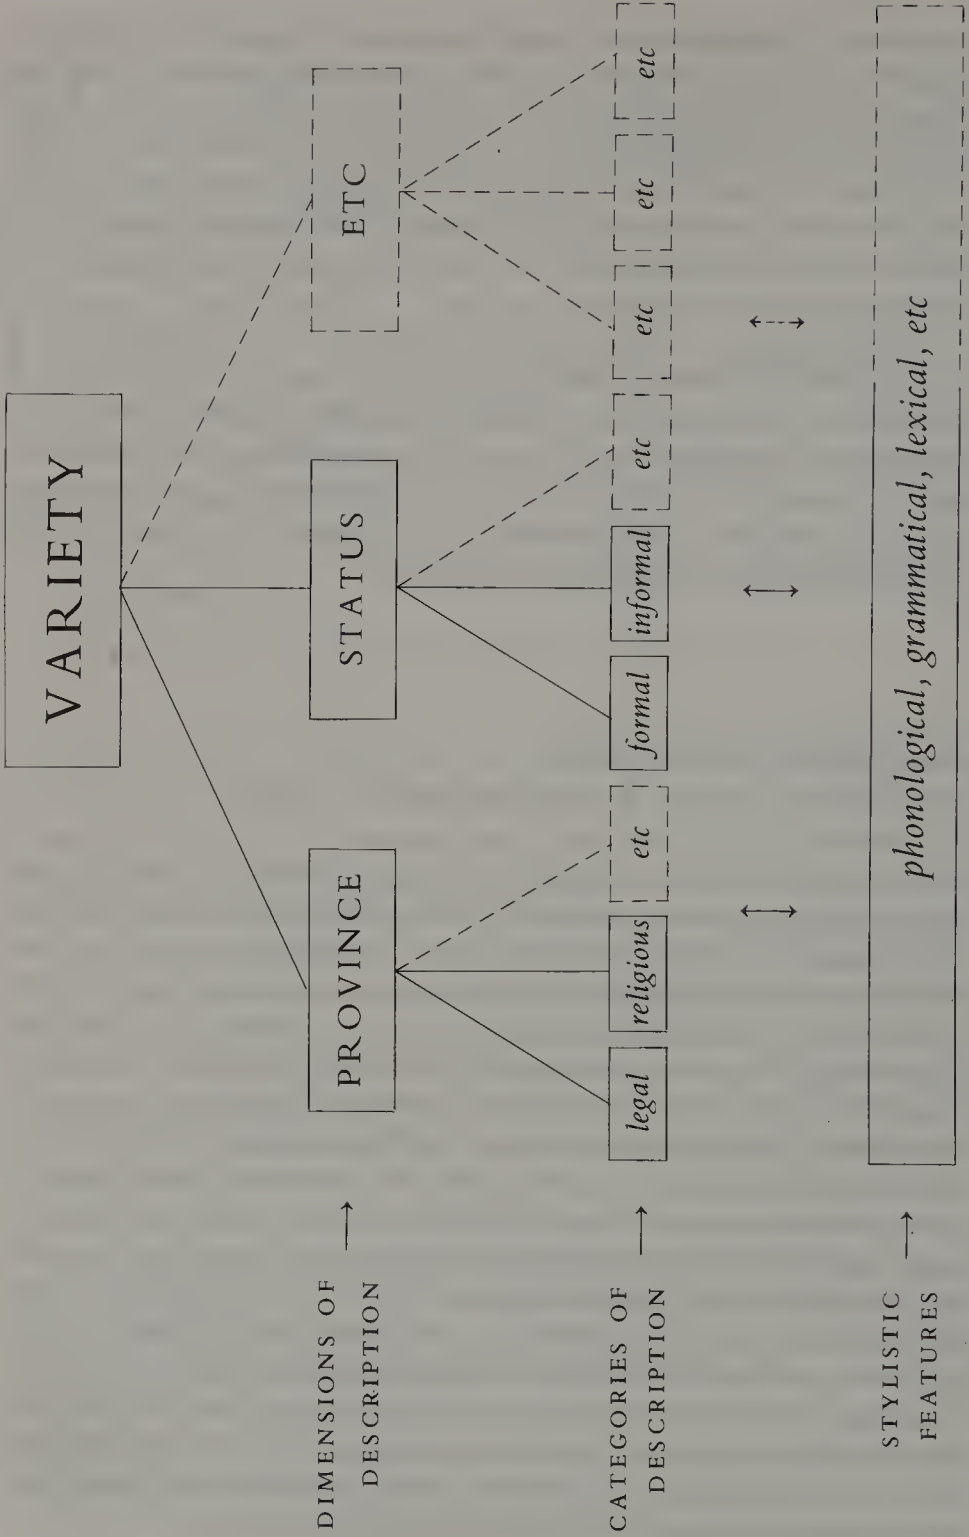 VARIETY
DIMENSIONS OF
DESCRIPTION
PROVINCE
STATUS
ETC
CATEGORIES OF
DESCRIPTION
legal
religious
etc
formal
informal
etc
etc
etc
etc
STYLISTIC
FEATURES
phonological, grammatical, lexical, etc